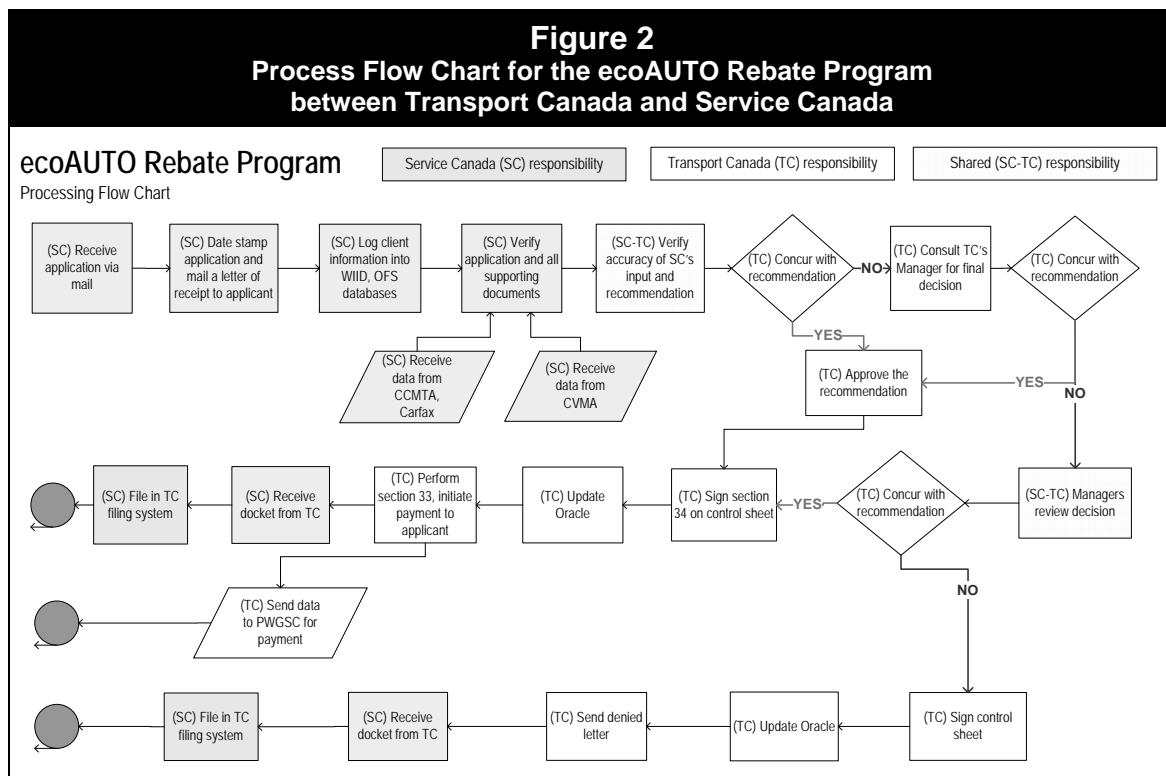 Figure 2
Process Flow Chart for the ecoAUTO Rebate Program
between Transport Canada and Service Canada
ecoAUTO Rebate Program
Processing Flow Chart
Service Canada (SC) responsibility
Transport Canada (TC) responsibility
Shared (SC-TC) responsibility
(SC) Receive
application via
mail
(SC) Date stamp
application and
mail a letter of
receipt to applicant
(SC) Log client
information into
WIID, OFS
databases
(SC) Verify
application and all
supporting
documents
(SC-TC) Verify
accuracy of SC's
input and
recommendation
(TC) Concur with
recommendation
NO
(TC) Consult TC's
Manager for final
decision
(TC) Concur with
recommendation
YES
(SC) Receive
data from
CCMTA,
Carfax
(SC) Receive
data from
CVMA
(TC) Approve the
recommendation
YES
NO
(SC) File in TC
filing system
(SC) Receive
docket from TC
(TC) Perform
section 33, initiate
payment to
applicant
(TC) Update
Oracle
(TC) Sign section
34 on control sheet
YES
(TC) Concur with
recommendation
(SC-TC) Managers
review decision
NO
(TC) Send data
to PWGSC for
payment
(SC) File in TC
filing system
(SC) Receive
docket from TC
(TC) Send denied
letter
(TC) Update Oracle
(TC) Sign control
sheet